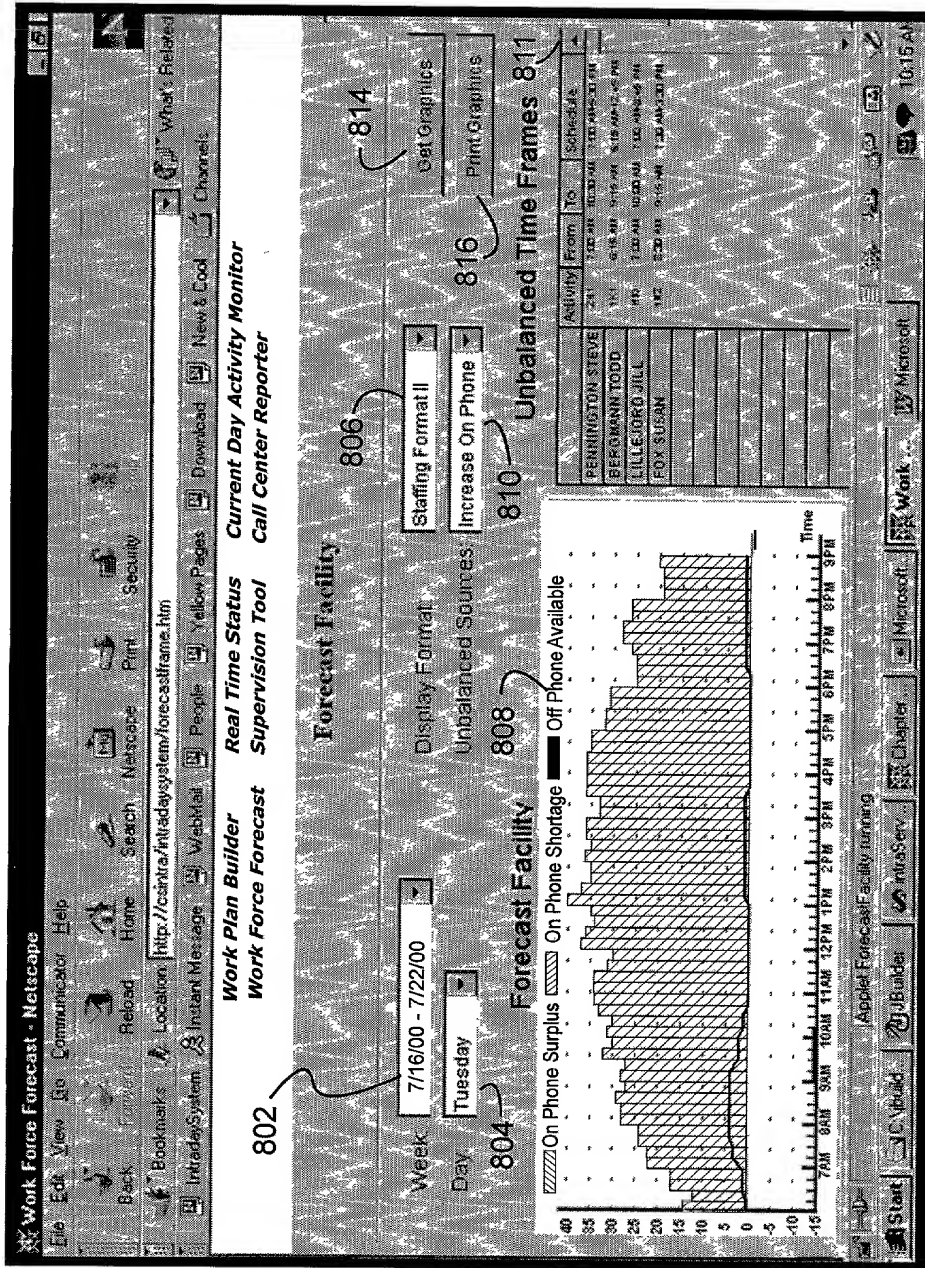 Work Force Forecast - Netscape
File Edit View Go Communicator Help
Back Reload Home Search Netscape Print Security
Bookmarks Location: http://csintra/intradaysystem/forecastframe.htm What's Related
IntradaySystem Instant Message WebMail People Yellow Pages Download New & Cool Channels
Work Plan Builder Real Time Status Current Day Activity Monitor
Work Force Forecast Supervision Tool Call Center Reporter
Forecast Facility
802
806
814
Week 7/16/00 - 7/22/00 Display Format Staffing Format II Get Graphics
Day Tuesday Unbalanced Sources Increase On Phone Print Graphics
804
808
810
816
811
Forecast Facility
Unbalanced Time Frames
On Phone Surplus On Phone Shortage Off Phone Available
40
35
30
25
20
15
10
5
0
-5
-10
-15
7AM 8AM 9AM 10AM 11AM 12PM 1PM 2PM 3PM 4PM 5PM 6PM 7PM 8PM 9PM
Time
Activity From To Schedule
PENNINGTON STEVE
BERGMANN TODD
LILLEJORD JILL
FOX SUSAN
Applet ForecastFacility running
Start C:\jbuild JBuilder IntraServ... Chapter... Microsoft... Work ... Microsoft 10:15 AM